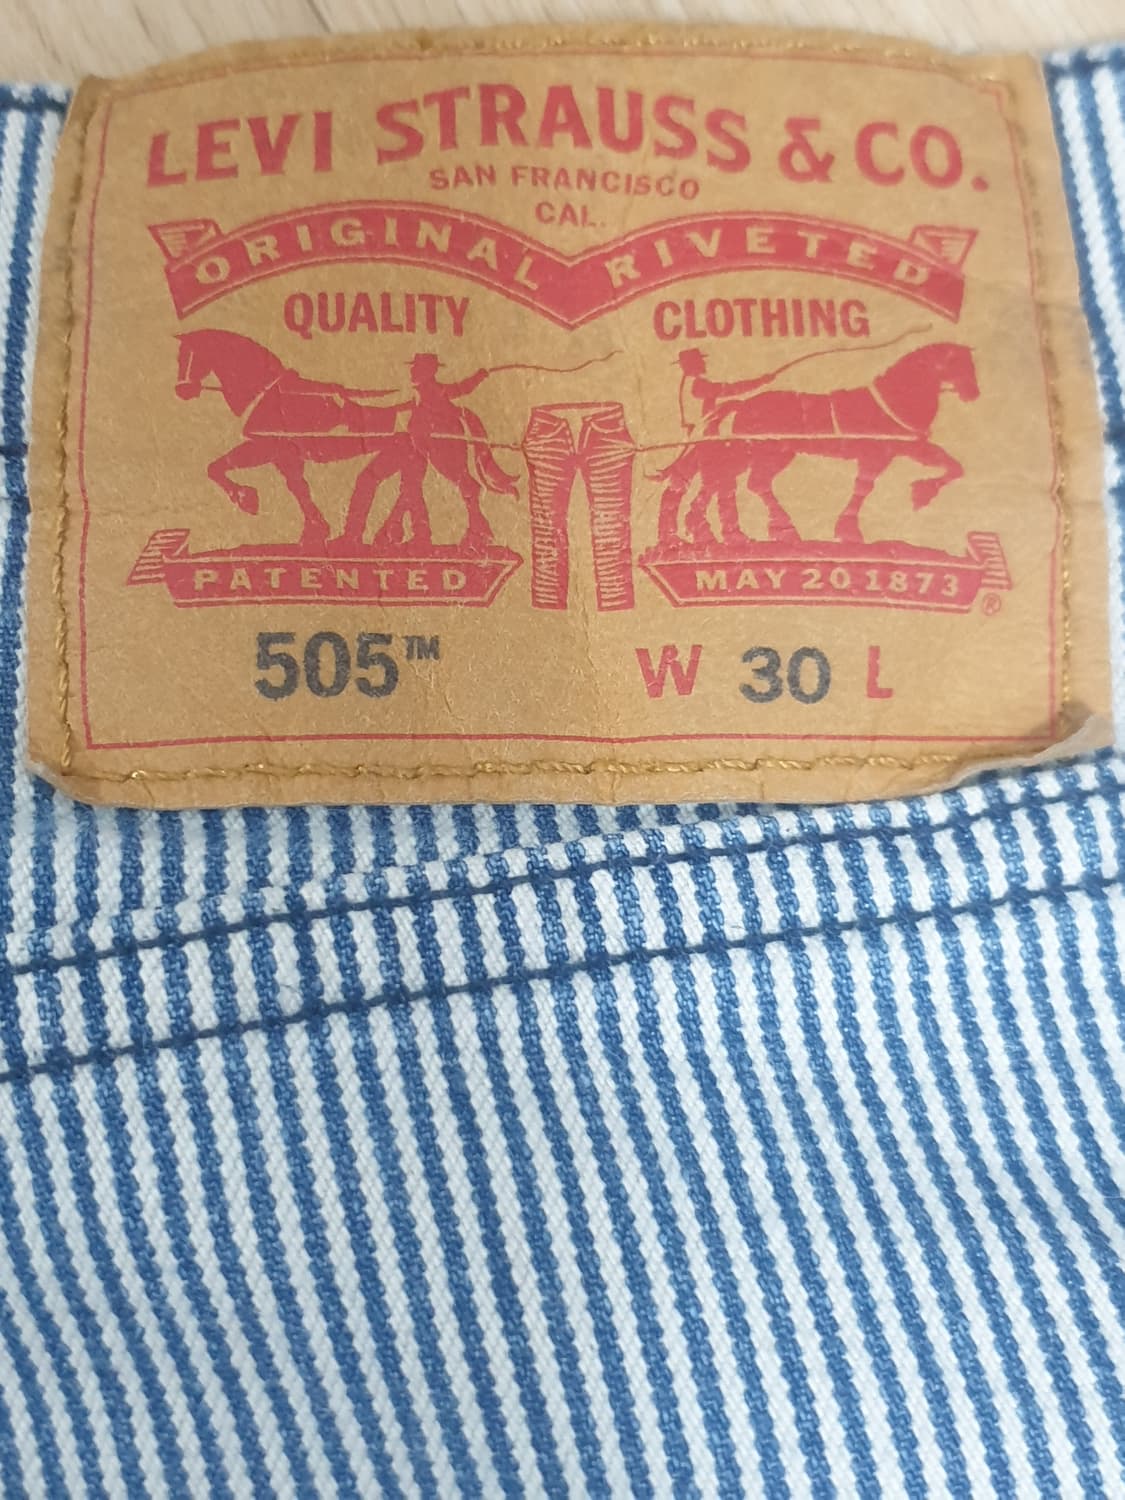 LEVI STRAUSS & CO.
SAN FRANCISCO
CAL.
ORIGINAL RIVETED
QUALITY CLOTHING
PATENTED MAY 20 1873 ®
505™ W 30 L